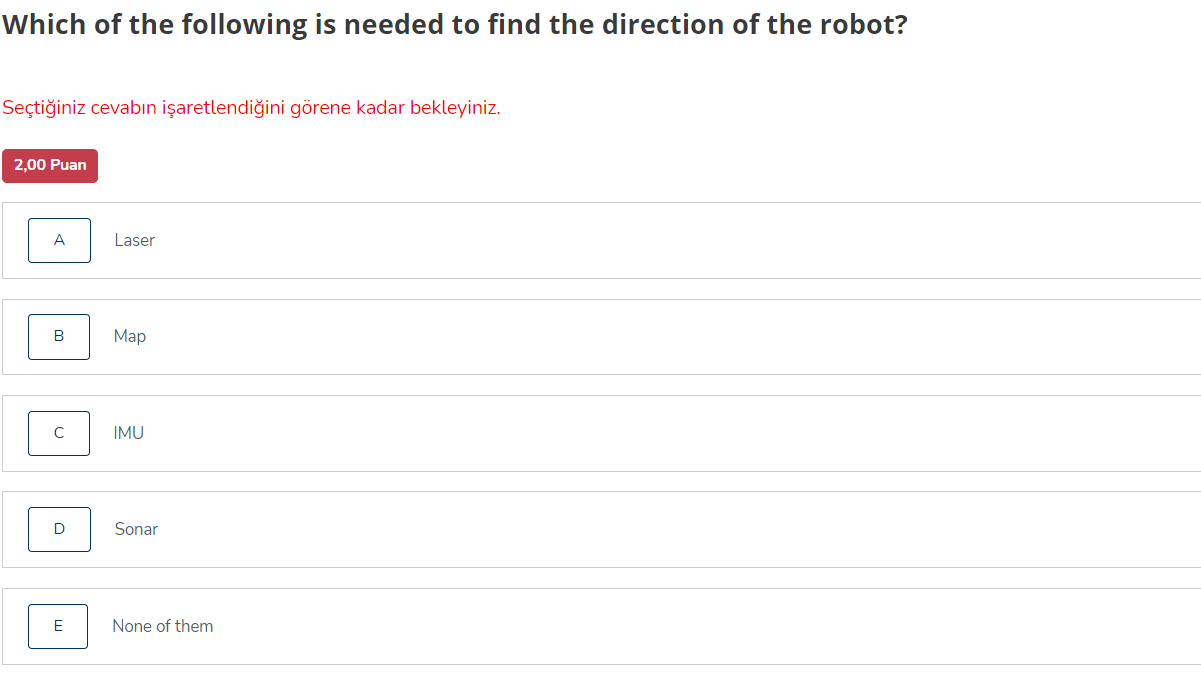 Which of the following is needed to find the direction of the robot?
Seçtiğiniz cevabın işaretlendiğini görene kadar bekleyiniz.
2,00 Puan
A Laser
B Map
C IMU
D Sonar
E None of them